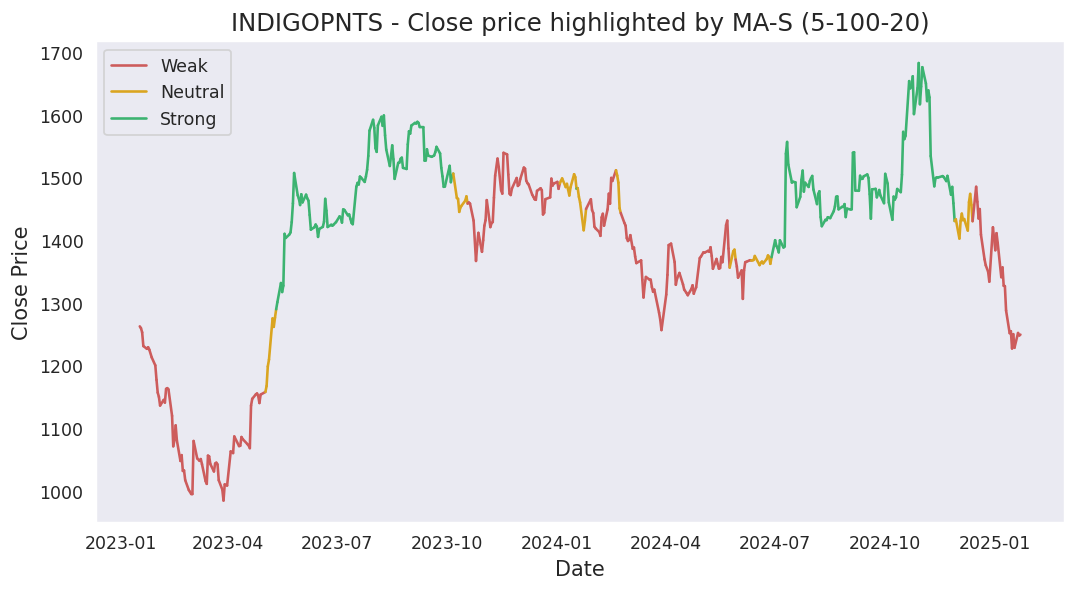 INDIGOPNTS - Close price highlighted by MA-S (5-100-20)
Weak
Neutral
Strong
Close Price
1700
1600
1500
1400
1300
1200
1100
1000
2023-01 2023-04 2023-07 2023-10 2024-01 2024-04 2024-07 2024-10 2025-01
Date